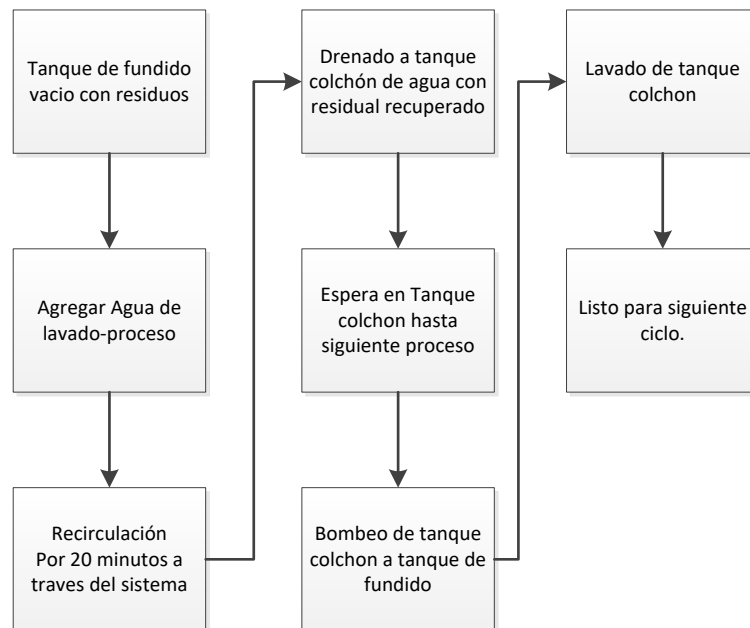 Tanque de fundido
vacio con residuos
Agregar Agua de
lavado-proceso
Recirculación
Por 20 minutos a
traves del sistema
Drenado a tanque
colchón de agua con
residual recuperado
Espera en Tanque
colchon hasta
siguiente proceso
Bombeo de tanque
colchon a tanque de
fundido
Lavado de tanque
colchon
Listo para siguiente
ciclo.